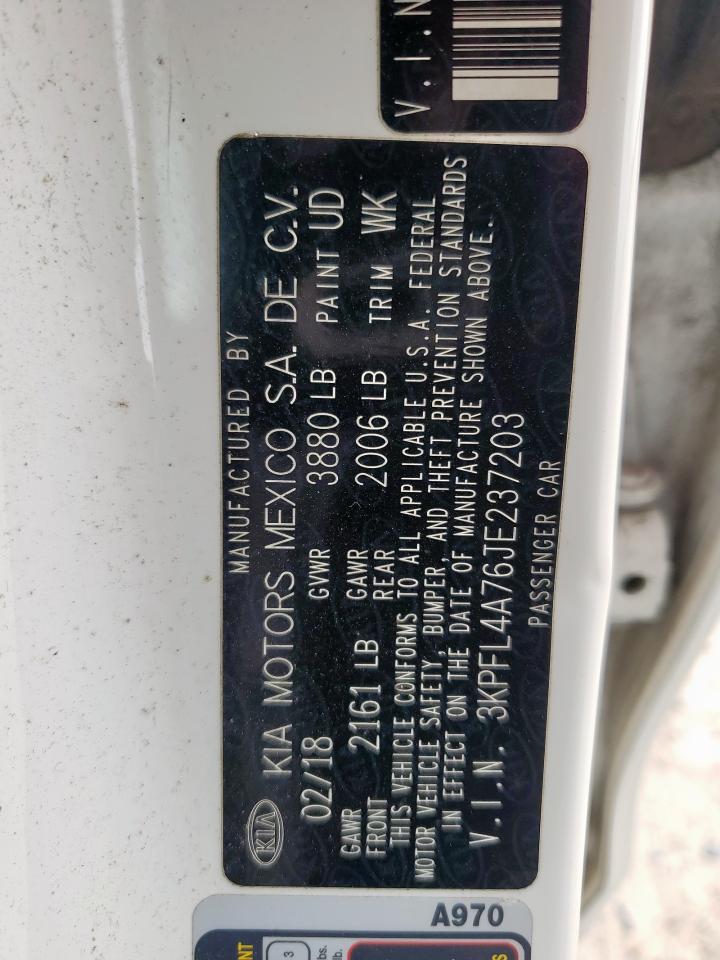 V.I.N
MANUFACTURED BY
KIA KIA MOTORS MEXICO S.A. DE C.V.
02/18 GVWR 3880 LB PAINT UD
GAWR FRONT 2161 LB GAWR REAR 2006 LB TRIM WK
THIS VEHICLE CONFORMS TO ALL APPLICABLE U.S.A. FEDERAL
MOTOR VEHICLE SAFETY, BUMPER, AND THEFT PREVENTION STANDARDS
IN EFFECT ON THE DATE OF MANUFACTURE SHOWN ABOVE.
V.I.N. 3KPFL4A76JE237203
PASSENGER CAR
A970
3